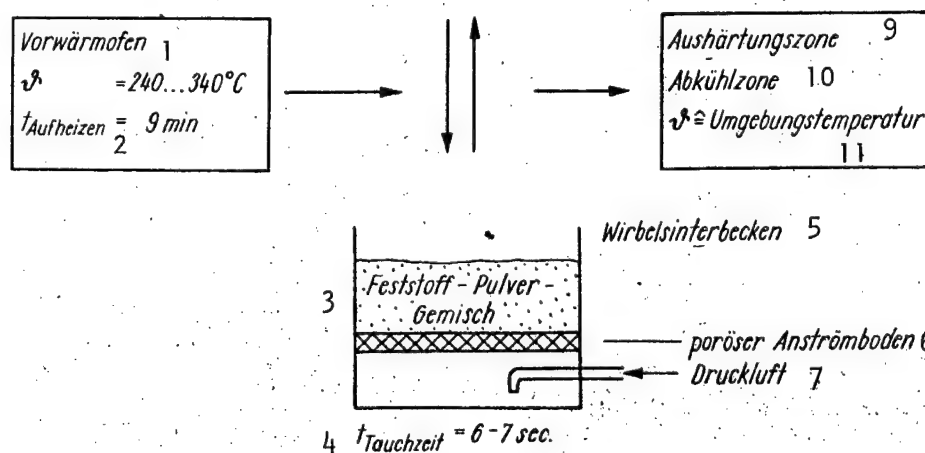 Vorwärmofen 1
ϑ = 240...340°C
tAufheizen = 9 min
2
Aushärtungszone 9
Abkühlzone 10
ϑ ≙ Umgebungstemperatur
11
Wirbelsinterbecken 5
3 Feststoff-Pulver-
Gemisch
poröser Anströmboden 6
Druckluft 7
4 tTauchzeit = 6-7 sec.